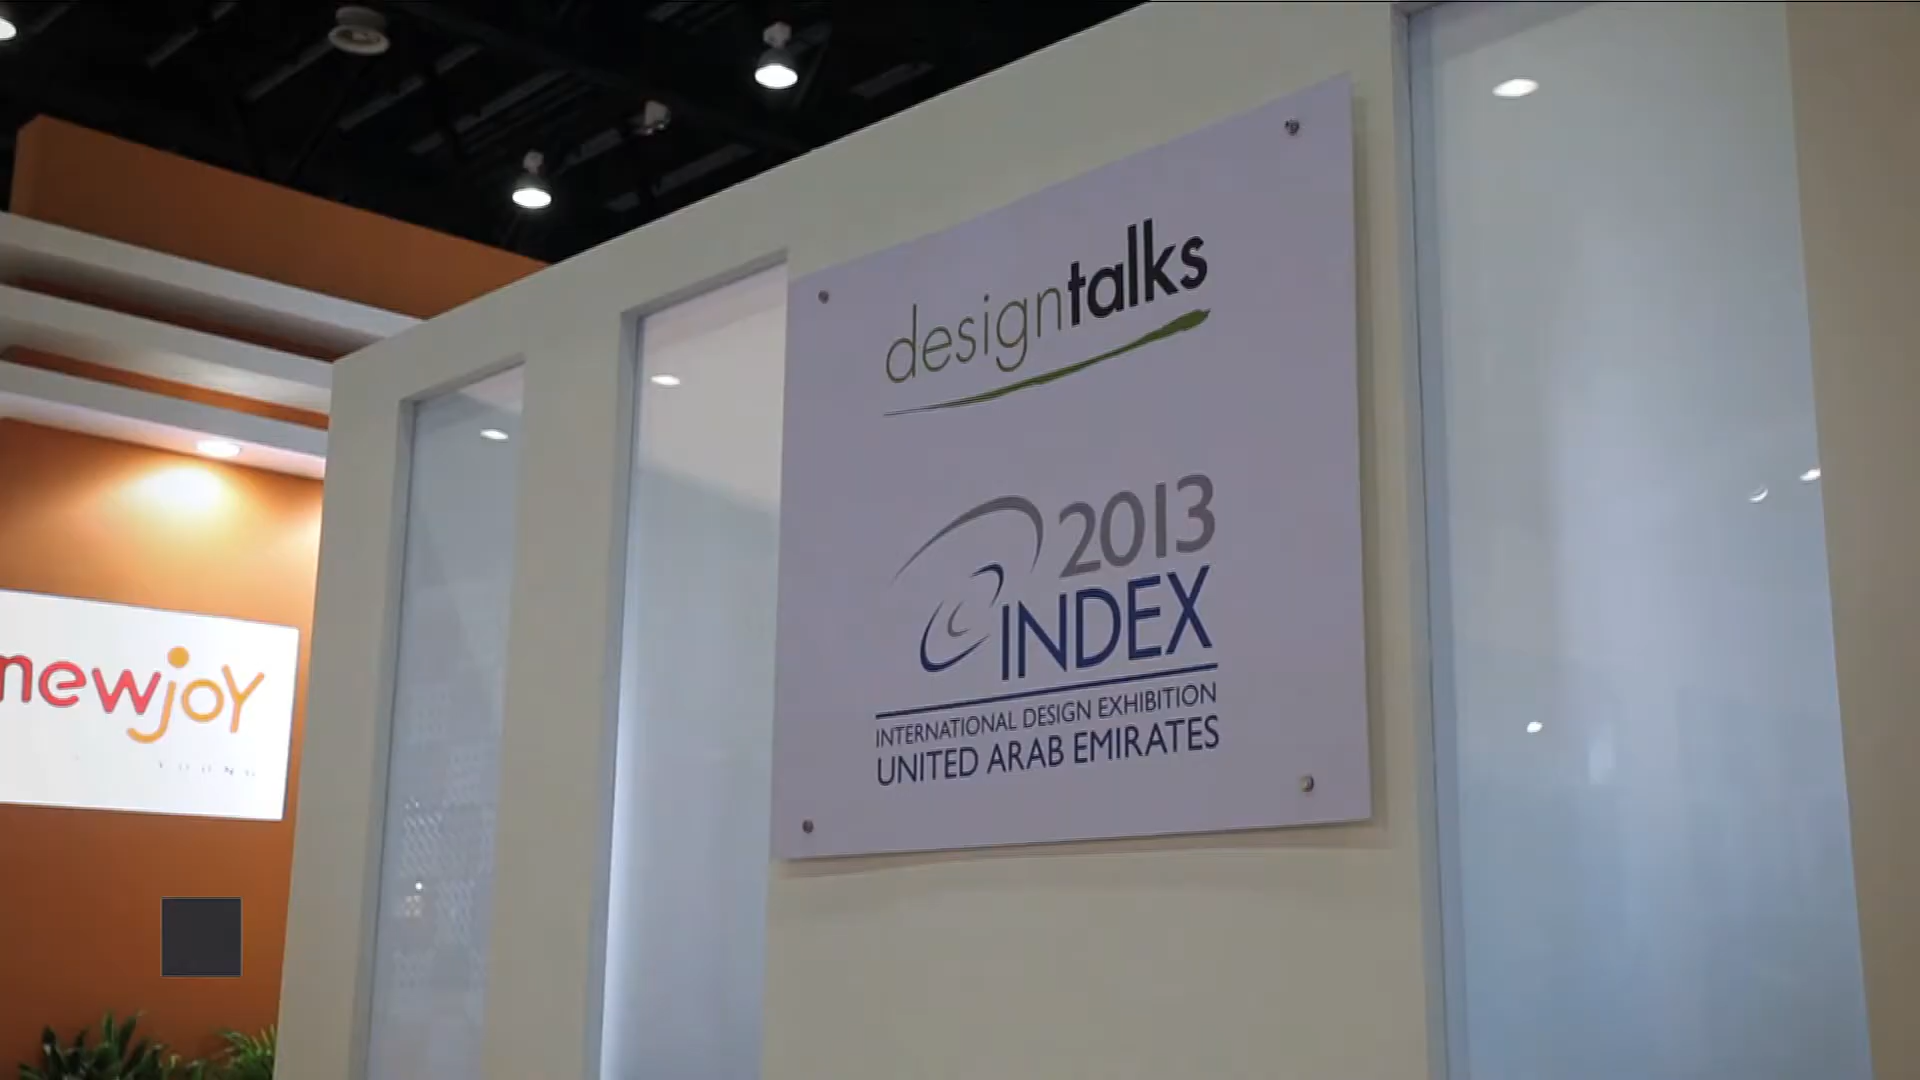 designtalks
2013
INDEX
INTERNATIONAL DESIGN EXHIBITION
UNITED ARAB EMIRATES
newjoy